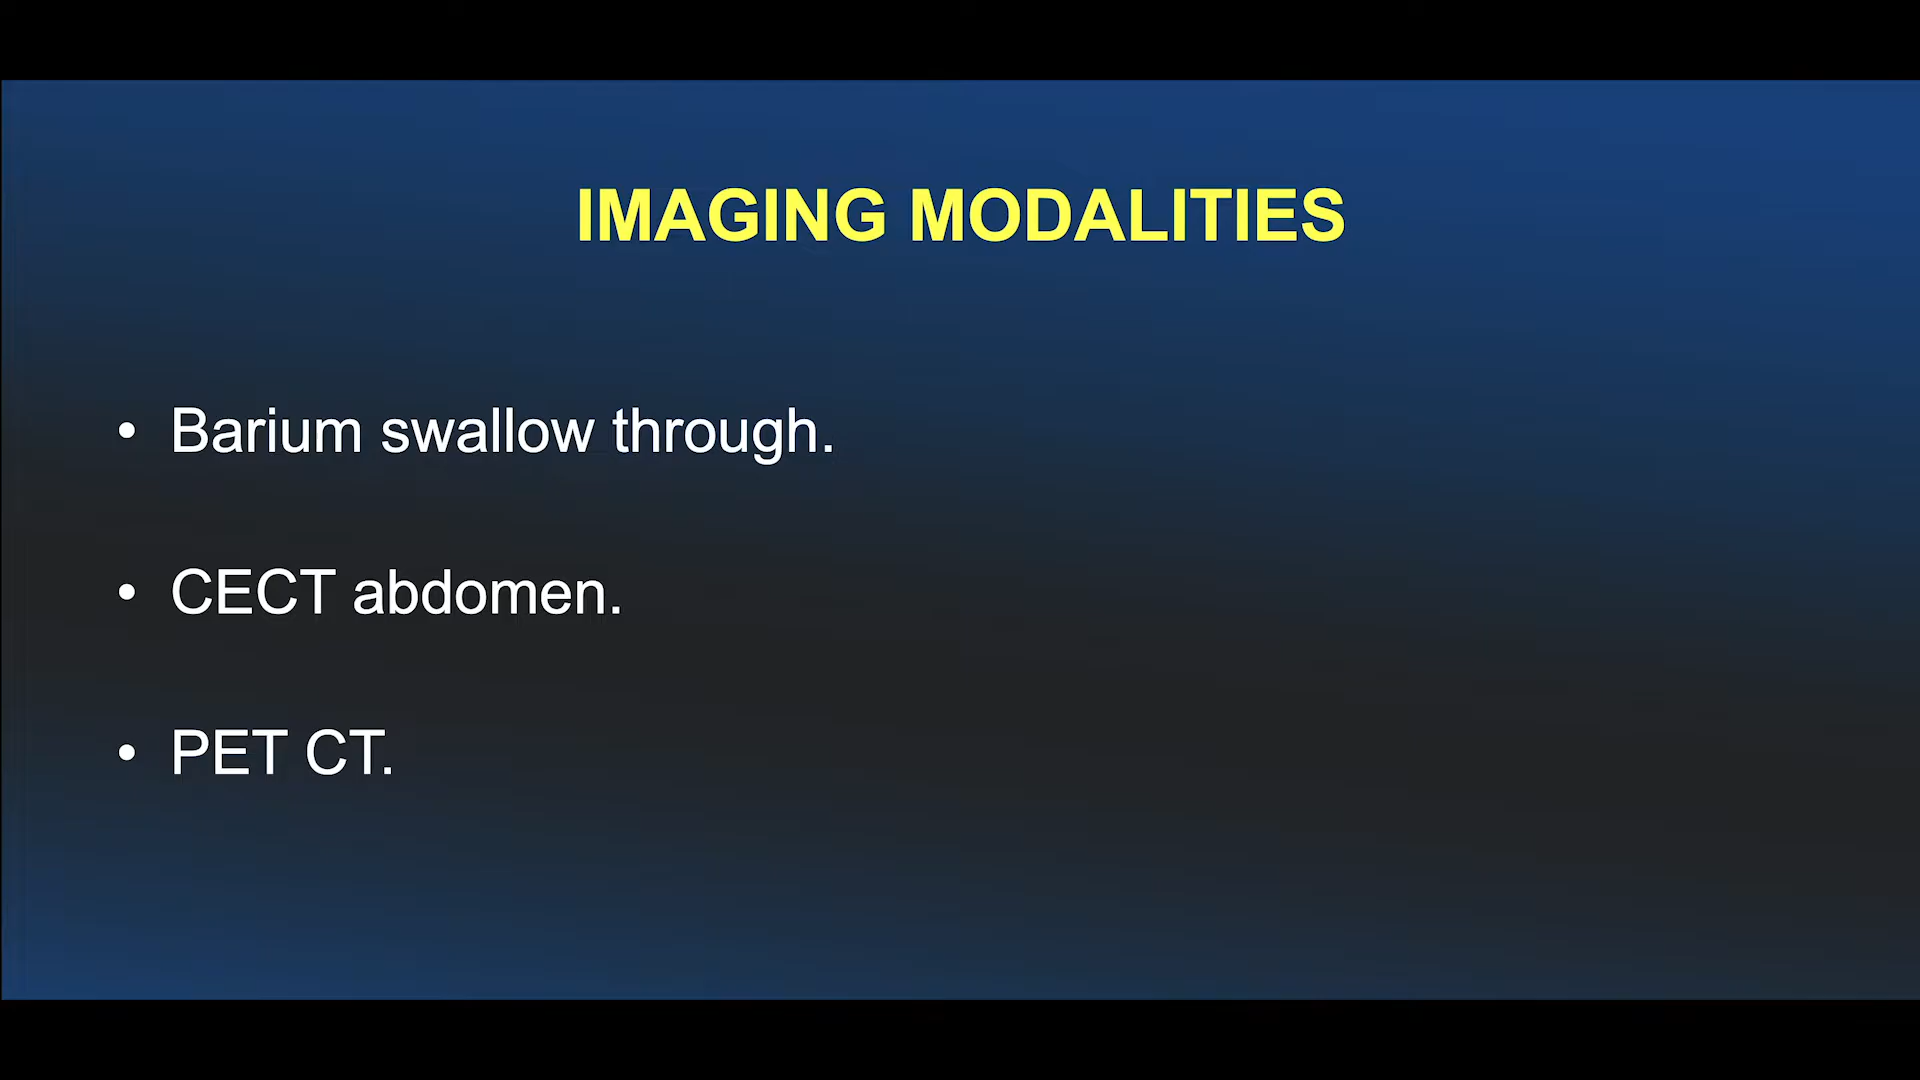 IMAGING MODALITIES
• Barium swallow through.
• CECT abdomen.
• PET CT.